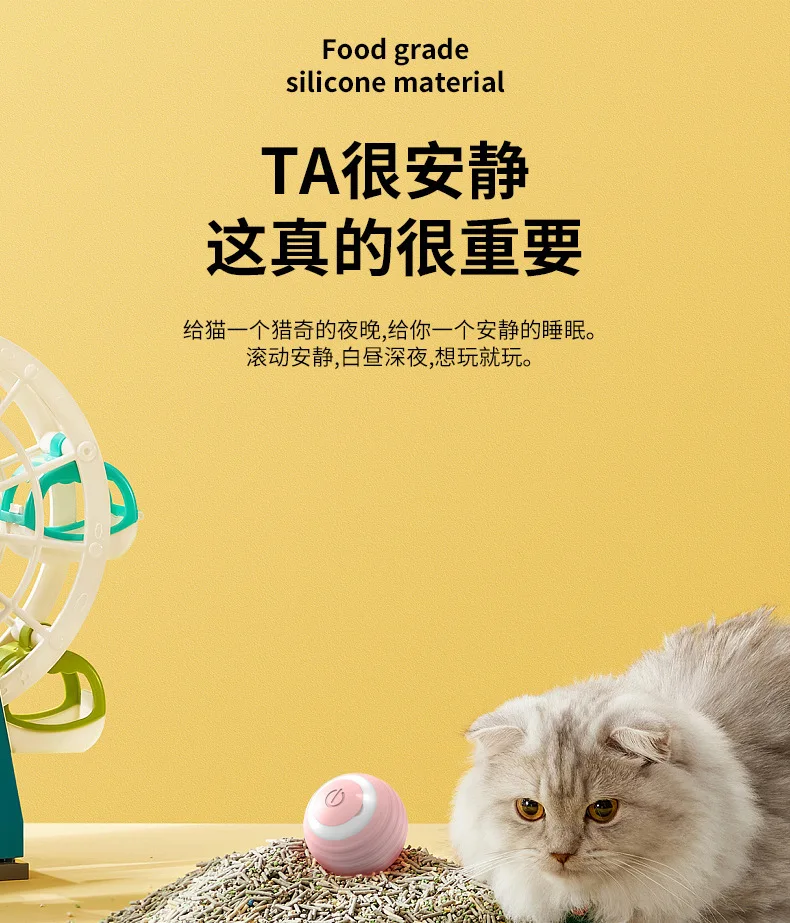 Food grade
silicone material
TA很安静
这真的很重要
给猫一个猎奇的夜晚,给你一个安静的睡眠。
滚动安静,白昼深夜,想玩就玩。